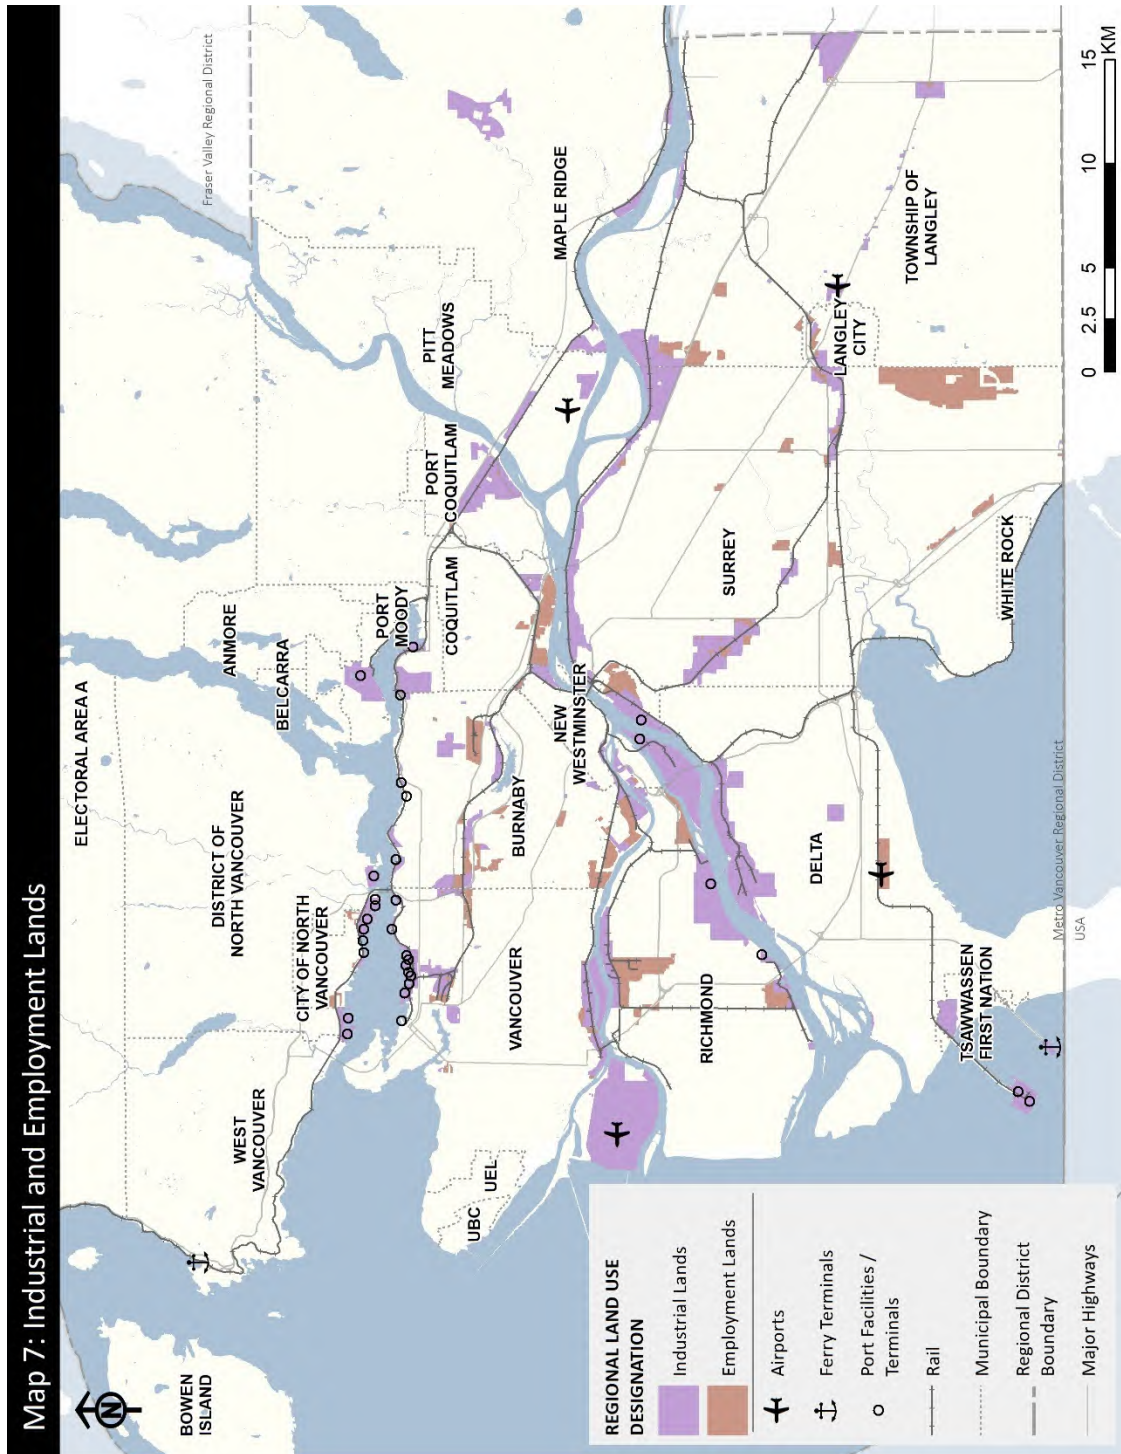 Map 7: Industrial and Employment Lands
N
BOWEN
ISLAND
WEST
VANCOUVER
ELECTORAL AREA A
DISTRICT OF
NORTH VANCOUVER
CITY OF NORTH
VANCOUVER
ANMORE
BELCARRA
PORT
MOODY
COQUITLAM
PORT
COQUITLAM
PITT
MEADOWS
MAPLE RIDGE
Fraser Valley Regional District
UBC
UEL
VANCOUVER
BURNABY
NEW
WESTMINSTER
RICHMOND
DELTA
SURREY
LANGLEY
CITY
TOWNSHIP OF
LANGLEY
WHITE ROCK
TSAWWASSEN
FIRST NATION
Metro Vancouver Regional District
USA
REGIONAL LAND USE
DESIGNATION
Industrial Lands
Employment Lands
Airports
Ferry Terminals
Port Facilities /
Terminals
Rail
Municipal Boundary
Regional District
Boundary
Major Highways
0 2.5 5 10 15
KM